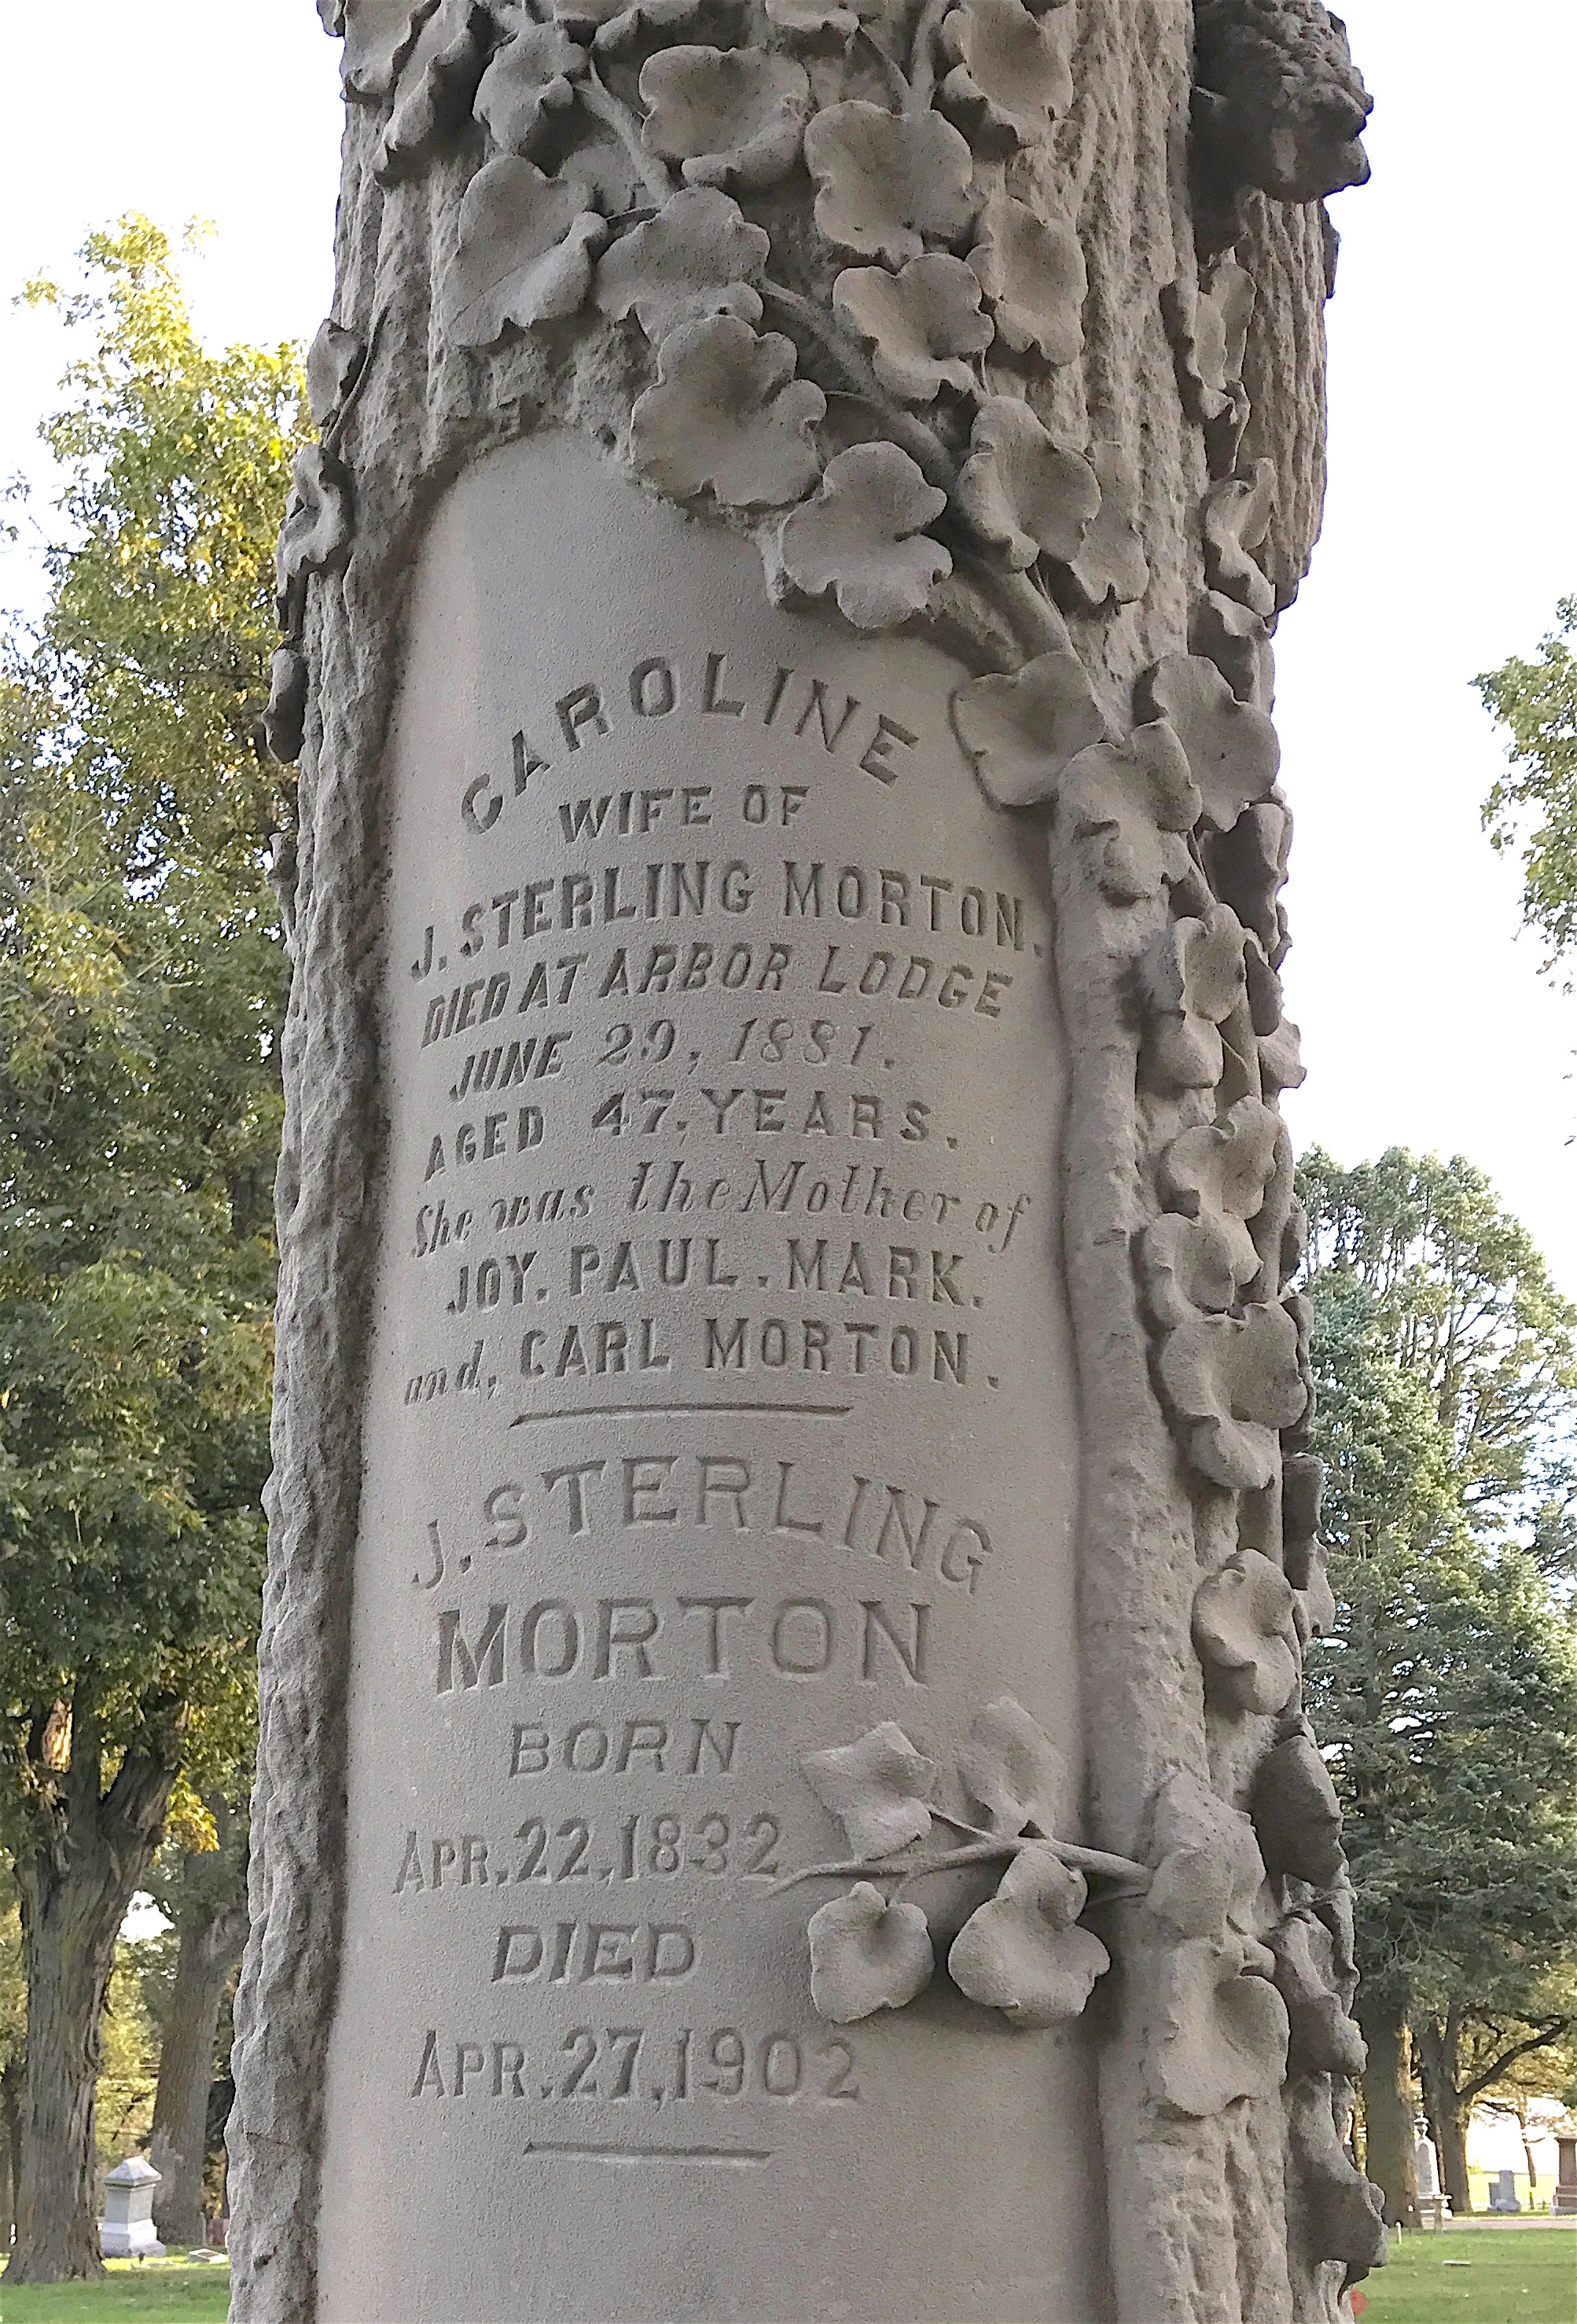 CAROLINE
WIFE OF
J. STERLING MORTON.
DIED AT ARBOR LODGE
JUNE 29, 1881.
AGED 47, YEARS.
She was the Mother of
JOY. PAUL. MARK.
and, CARL MORTON.
J. STERLING
MORTON
BORN
APR. 22, 1832
DIED
APR. 27, 1902